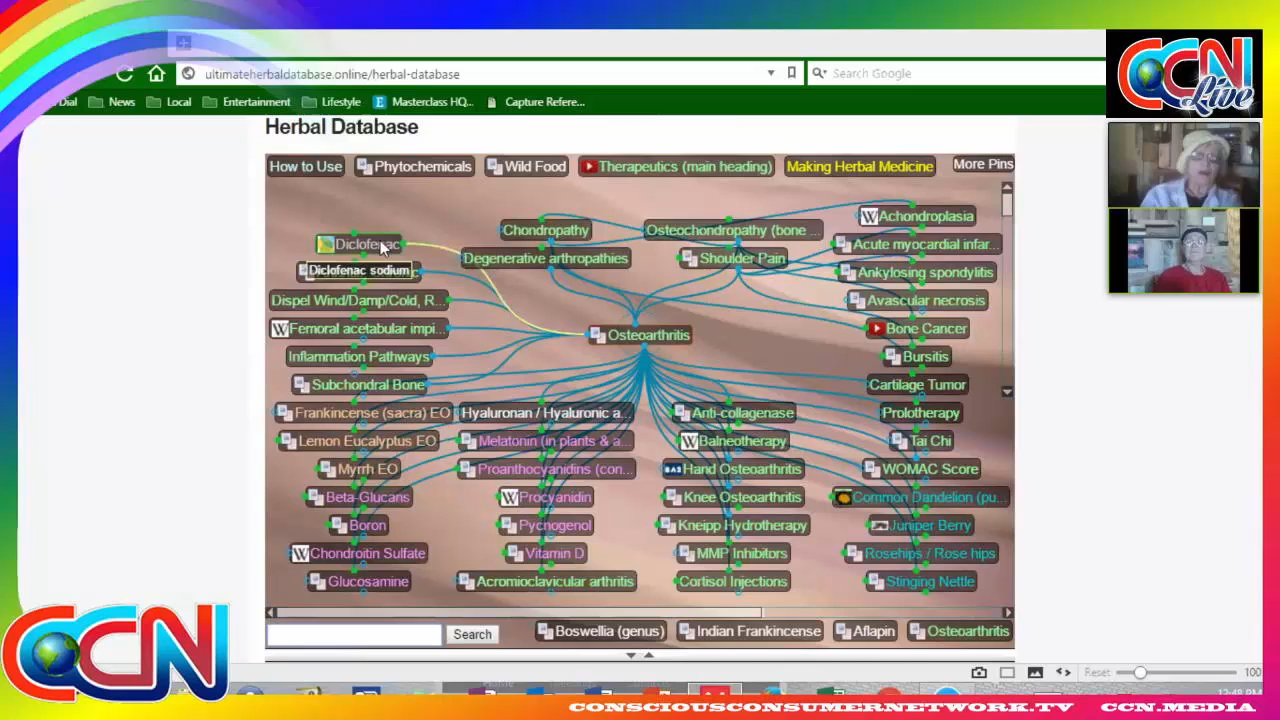 CCN
Live
ultimateherbaldatabase.online/herbal-database
Search Google
Dial
News
Local
Entertainment
Lifestyle
Masterclass HQ...
Capture Refere...
Herbal Database
How to Use
Phytochemicals
Wild Food
Therapeutics (main heading)
Making Herbal Medicine
More Pins
Achondroplasia
Chondropathy
Osteochondropathy (bone ...
Diclofenac
Acute myocardial infar...
Degenerative arthropathies
Shoulder Pain
Diclofenac sodium
Ankylosing spondylitis
Dispel Wind/Damp/Cold, R...
Avascular necrosis
Femoral acetabular impi...
Osteoarthritis
Bone Cancer
Inflammation Pathways
Bursitis
Subchondral Bone
Cartilage Tumor
Frankincense (sacra) EO
Hyaluronan / Hyaluronic a...
Anti-collagenase
Prolotherapy
Lemon Eucalyptus EO
Melatonin (in plants & a...
Balneotherapy
Tai Chi
Myrrh EO
Proanthocyanidins (con...
BAS
Hand Osteoarthritis
WOMAC Score
Beta-Glucans
Procyanidin
Knee Osteoarthritis
Common Dandelion (pu...
Boron
Pycnogenol
Kneipp Hydrotherapy
Juniper Berry
Chondroitin Sulfate
Vitamin D
MMP Inhibitors
Rosehips / Rose hips
Glucosamine
Acromioclavicular arthritis
Cortisol Injections
Stinging Nettle
Search
Boswellia (genus)
Indian Frankincense
Aflapin
Osteoarthritis
CCN
Reset
100
12:48 PM
CONSCIOUSCONSUMERNETWORK.TV CCN.MEDIA